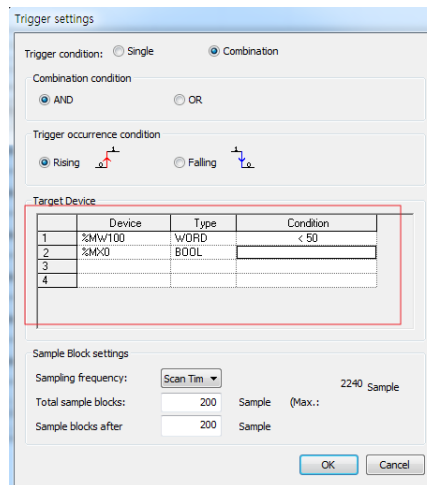 Trigger settings
Trigger condition: Single Combination
Combination condition
AND OR
Trigger occurrence condition
Rising Falling
Target Device
Device Type Condition
1 %MW100 WORD < 50
2 %MX0 BOOL
3
4
Sample Block settings
Sampling frequency: Scan Tim 2240 Sample
Total sample blocks: 200 Sample (Max.:
Sample blocks after 200 Sample
OK Cancel